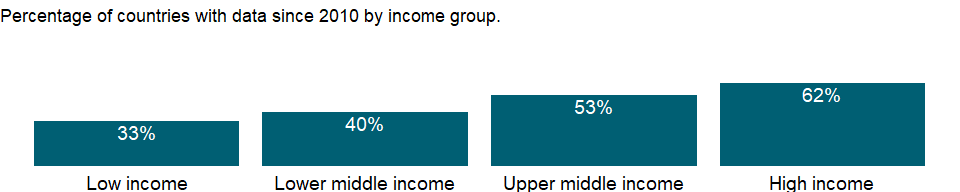 Percentage of countries with data since 2010 by income group.
33%
40%
53%
62%
Low income
Lower middle income
Upper middle income
High income